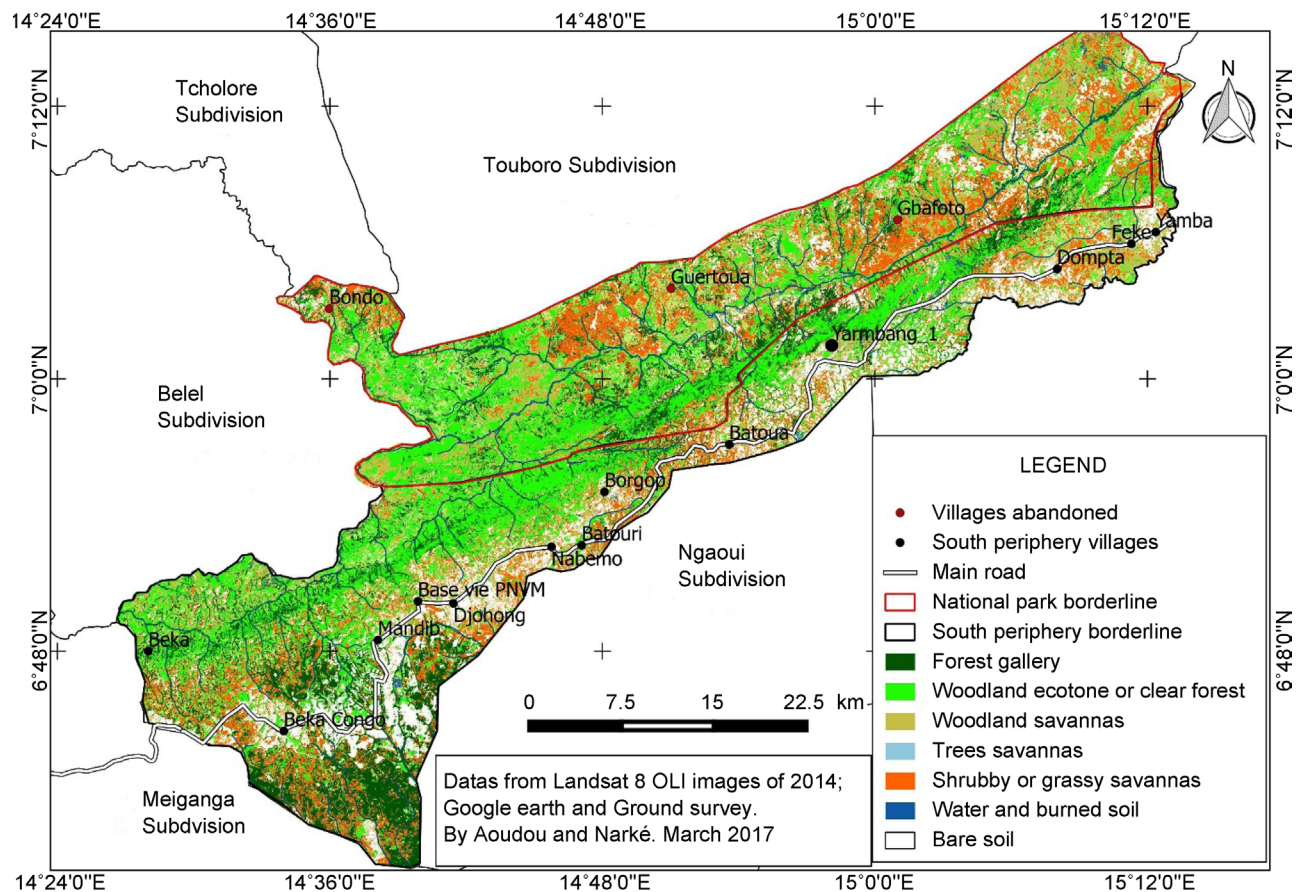 14°24'0"E
14°36'0"E
14°48'0"E
15°0'0"E
15°12'0"E
7°12'0"N
7°12'0"N
N
Tcholore
Subdivision
Touboro Subdivision
Gbafoto
Yamba
Feke
Dompta
Guertoua
Bondo
Yarmbang_1
7°0'0"N
7°0'0"N
Belel
Subdivision
Batoua
Borgop
Batouri
Nabemo
Ngaoui
Subdivision
Base vie PNVM
Djohong
Mandib
Beka
6°48'0"N
6°48'0"N
Beka Congo
0 7.5 15 22.5 km
Meiganga
Subdvision
Datas from Landsat 8 OLI images of 2014;
Google earth and Ground survey.
By Aoudou and Narké. March 2017
LEGEND
Villages abandoned
South periphery villages
Main road
National park borderline
South periphery borderline
Forest gallery
Woodland ecotone or clear forest
Woodland savannas
Trees savannas
Shrubby or grassy savannas
Water and burned soil
Bare soil
14°24'0"E
14°36'0"E
14°48'0"E
15°0'0"E
15°12'0"E